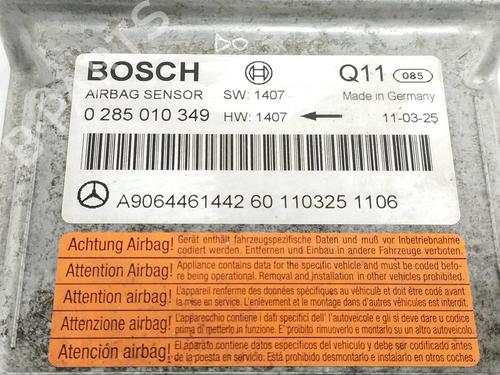 BOSCH
Q11 085
AIRBAG SENSOR SW: 1407 Made in Germany
0 285 010 349 HW: 1407 11-03-25
A9064461442 60 110325 1106
Achtung Airbag! Gerät enthält fahrzeugspezifische Daten und muß vor Inbetriebnahme
codiert werden. Entfernen und Einbau in andere Fahrzeuge verboten.
Attention Airbag! Appliance contains data for the specific vehicle and must be coded before
re being operational. Removal and installation in other vehicles prohibited.
Attention airbag! L'apareil renferme des données spécifiques au véhiculé et doit être codé avant
la mise en service. L'enlèvement et le montage dans d'autres véhicules est interdit.
Attenzione airbag! L'apparecchio contiene i dati specifici dell' l'autoveicolo e gli si deve dare u codice
prima di metterlo in funzione. E' proibito rimuoverlo o montarlo su altro autoveicolo.
Atención airbag! El aparato contiene datos específicos del vehículo y debe ser codificado antes
de la puesta en servicio. Está prohibido desmontarlo e instalarlo en otros coches.